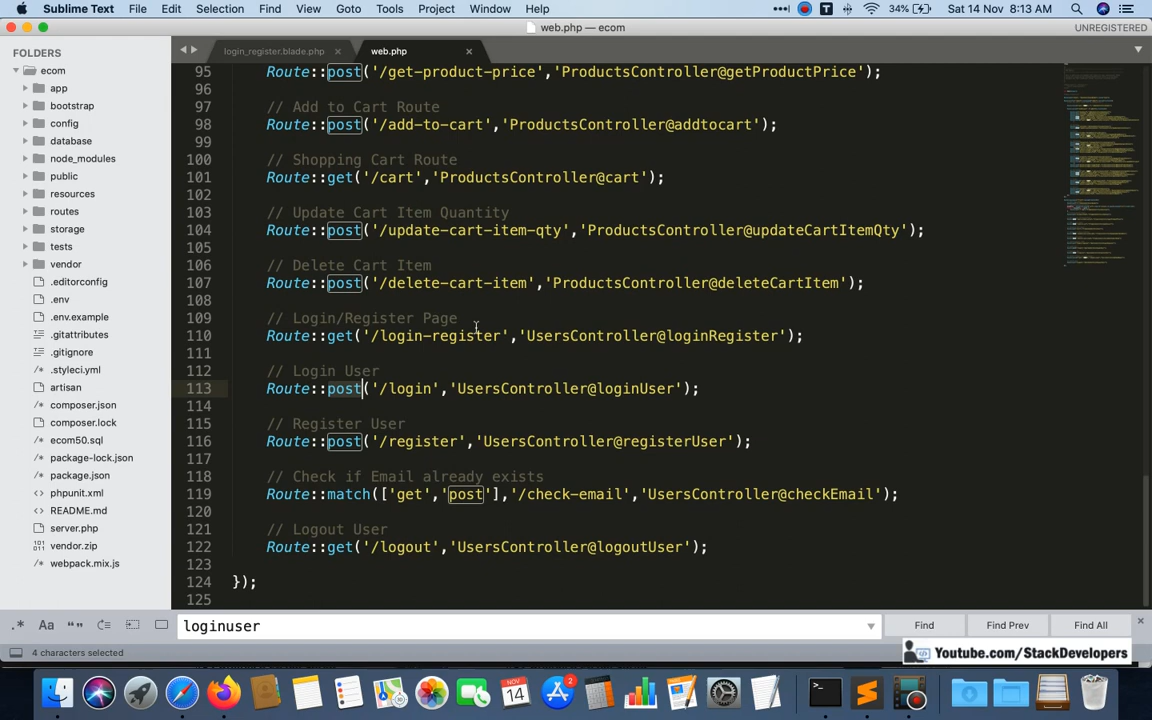 Sublime Text File Edit Selection Find View Goto Tools Project Window Help 34% Sat 14 Nov 8:13 AM
web.php — ecom UNREGISTERED
FOLDERS
ecom
app
bootstrap
config
database
node_modules
public
resources
routes
storage
tests
vendor
.editorconfig
.env
.env.example
.gitattributes
.gitignore
.styleci.yml
artisan
composer.json
composer.lock
ecom50.sql
package-lock.json
package.json
phpunit.xml
README.md
server.php
vendor.zip
webpack.mix.js
login_register.blade.php web.php
95 Route::post('/get-product-price','ProductsController@getProductPrice');
96
97 // Add to Cart Route
98 Route::post('/add-to-cart','ProductsController@addtocart');
99
100 // Shopping Cart Route
101 Route::get('/cart','ProductsController@cart');
102
103 // Update Cart Item Quantity
104 Route::post('/update-cart-item-qty','ProductsController@updateCartItemQty');
105
106 // Delete Cart Item
107 Route::post('/delete-cart-item','ProductsController@deleteCartItem');
108
109 // Login/Register Page
110 Route::get('/login-register','UsersController@loginRegister');
111
112 // Login User
113 Route::post('/login','UsersController@loginUser');
114
115 // Register User
116 Route::post('/register','UsersController@registerUser');
117
118 // Check if Email already exists
119 Route::match(['get','post'],'/check-email','UsersController@checkEmail');
120
121 // Logout User
122 Route::get('/logout','UsersController@logoutUser');
123
124 });
125
.* Aa “” loginuser Find Find Prev Find All
4 characters selected
Youtube.com/StackDevelopers
NOV
14
2